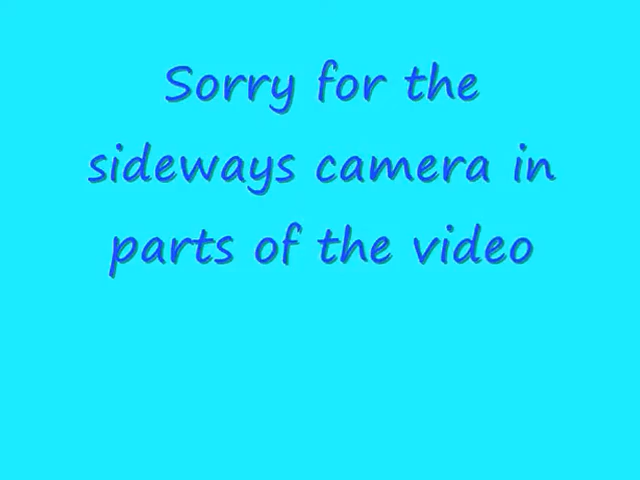 Sorry for the
sideways camera in
parts of the video